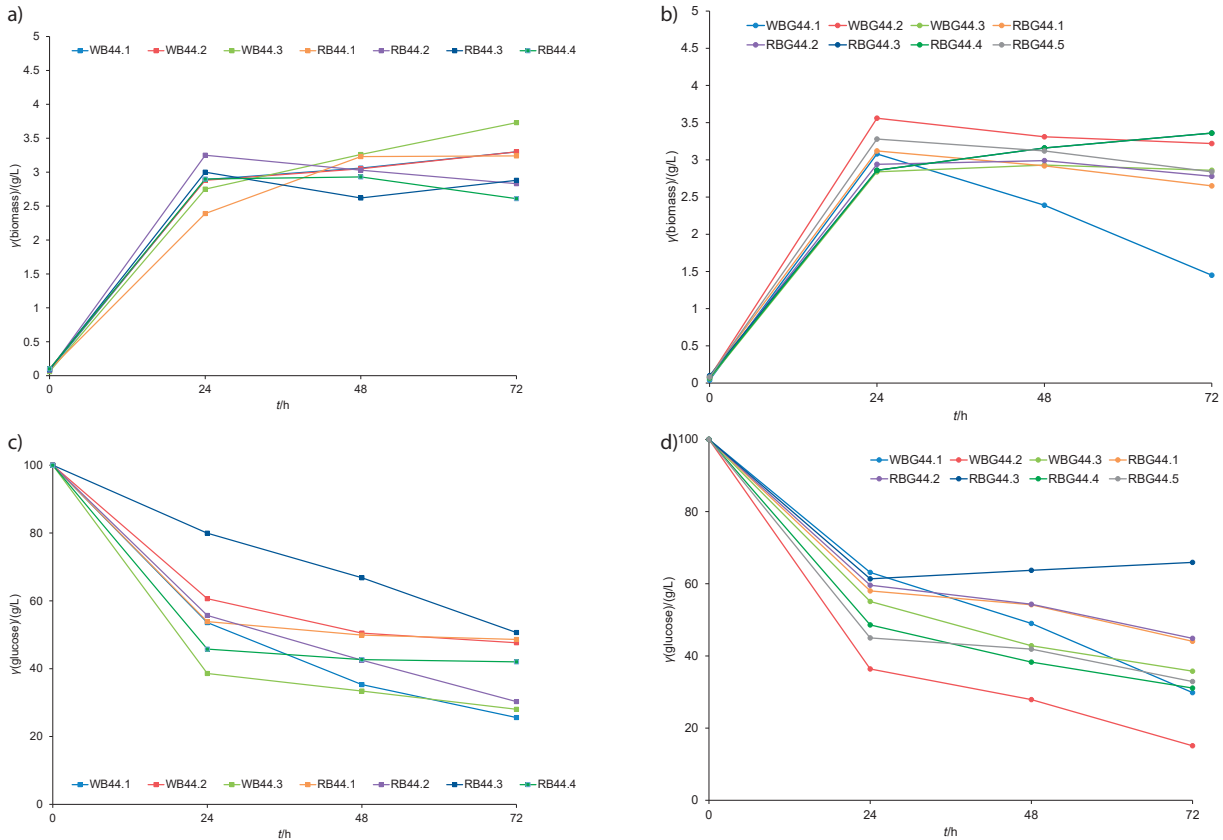 a)
5
WB44.1 WB44.2 WB44.3 RB44.1 RB44.2 RB44.3 RB44.4
4.5
4
3.5
3
2.5
2
1.5
1
0.5
0
γ(biomass)/(g/L)
0 24 48 72
t/h
b)
5
WBG44.1 WBG44.2 WBG44.3 RBG44.1
RBG44.2 RBG44.3 RBG44.4 RBG44.5
4.5
4
3.5
3
2.5
2
1.5
1
0.5
0
γ(biomass)/(g/L)
0 24 48 72
t/h
c)
100
80
60
40
20
0
γ(glucose)/(g/L)
WB44.1 WB44.2 WB44.3 RB44.1 RB44.2 RB44.3 RB44.4
0 24 48 72
t/h
d)
100
WBG44.1 WBG44.2 WBG44.3 RBG44.1
RBG44.2 RBG44.3 RBG44.4 RBG44.5
80
60
40
20
0
γ(glucose)/(g/L)
0 24 48 72
t/h